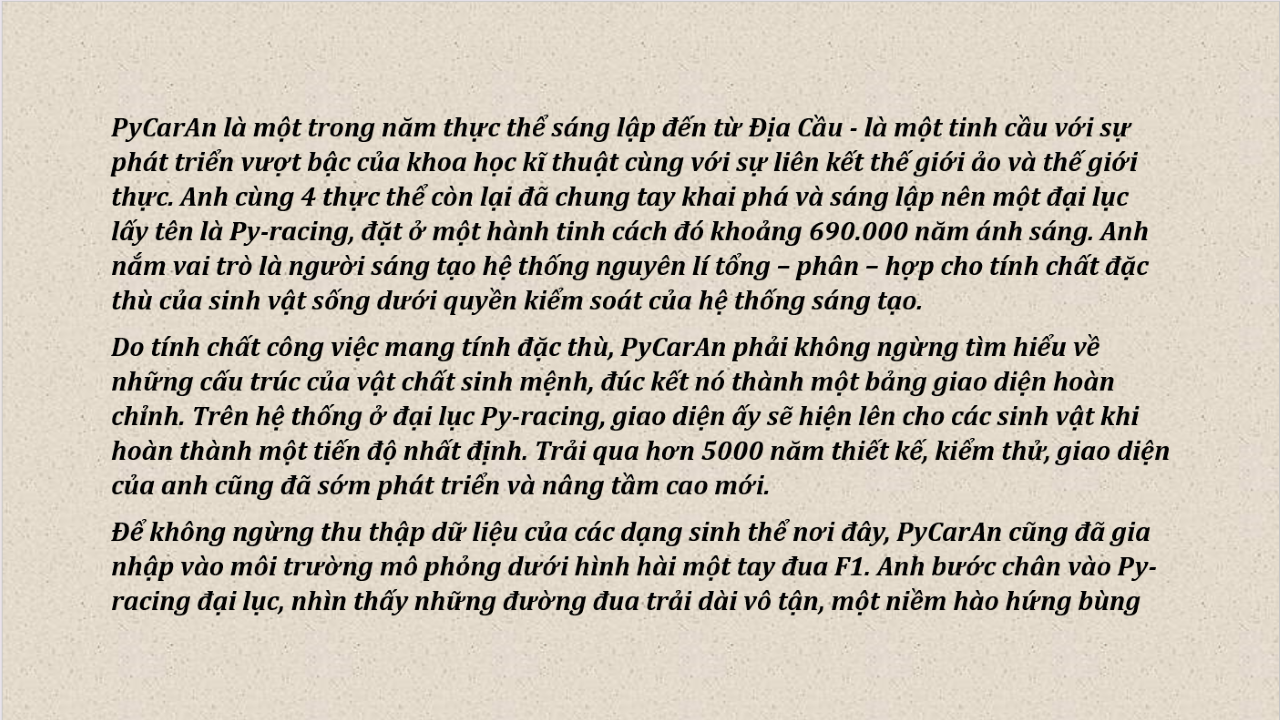 PyCarAn là một trong năm thực thể sáng lập đến từ Địa Cầu - là một tinh cầu với sự
phát triển vượt bậc của khoa học kĩ thuật cùng với sự liên kết thế giới ảo và thế giới
thực. Anh cùng 4 thực thể còn lại đã chung tay khai phá và sáng lập nên một đại lục
lấy tên là Py-racing, đặt ở một hành tinh cách đó khoảng 690.000 năm ánh sáng. Anh
nắm vai trò là người sáng tạo hệ thống nguyên lí tổng – phân – hợp cho tính chất đặc
thù của sinh vật sống dưới quyền kiểm soát của hệ thống sáng tạo.
Do tính chất công việc mang tính đặc thù, PyCarAn phải không ngừng tìm hiểu về
những cấu trúc của vật chất sinh mệnh, đúc kết nó thành một bảng giao diện hoàn
chỉnh. Trên hệ thống ở đại lục Py-racing, giao diện ấy sẽ hiện lên cho các sinh vật khi
hoàn thành một tiến độ nhất định. Trải qua hơn 5000 năm thiết kế, kiểm thử, giao diện
của anh cũng đã sớm phát triển và nâng tầm cao mới.
Để không ngừng thu thập dữ liệu của các dạng sinh thể nơi đây, PyCarAn cũng đã gia
nhập vào môi trường mô phỏng dưới hình hài một tay đua F1. Anh bước chân vào Py-
racing đại lục, nhìn thấy những đường đua trải dài vô tận, một niềm hào hứng bùng